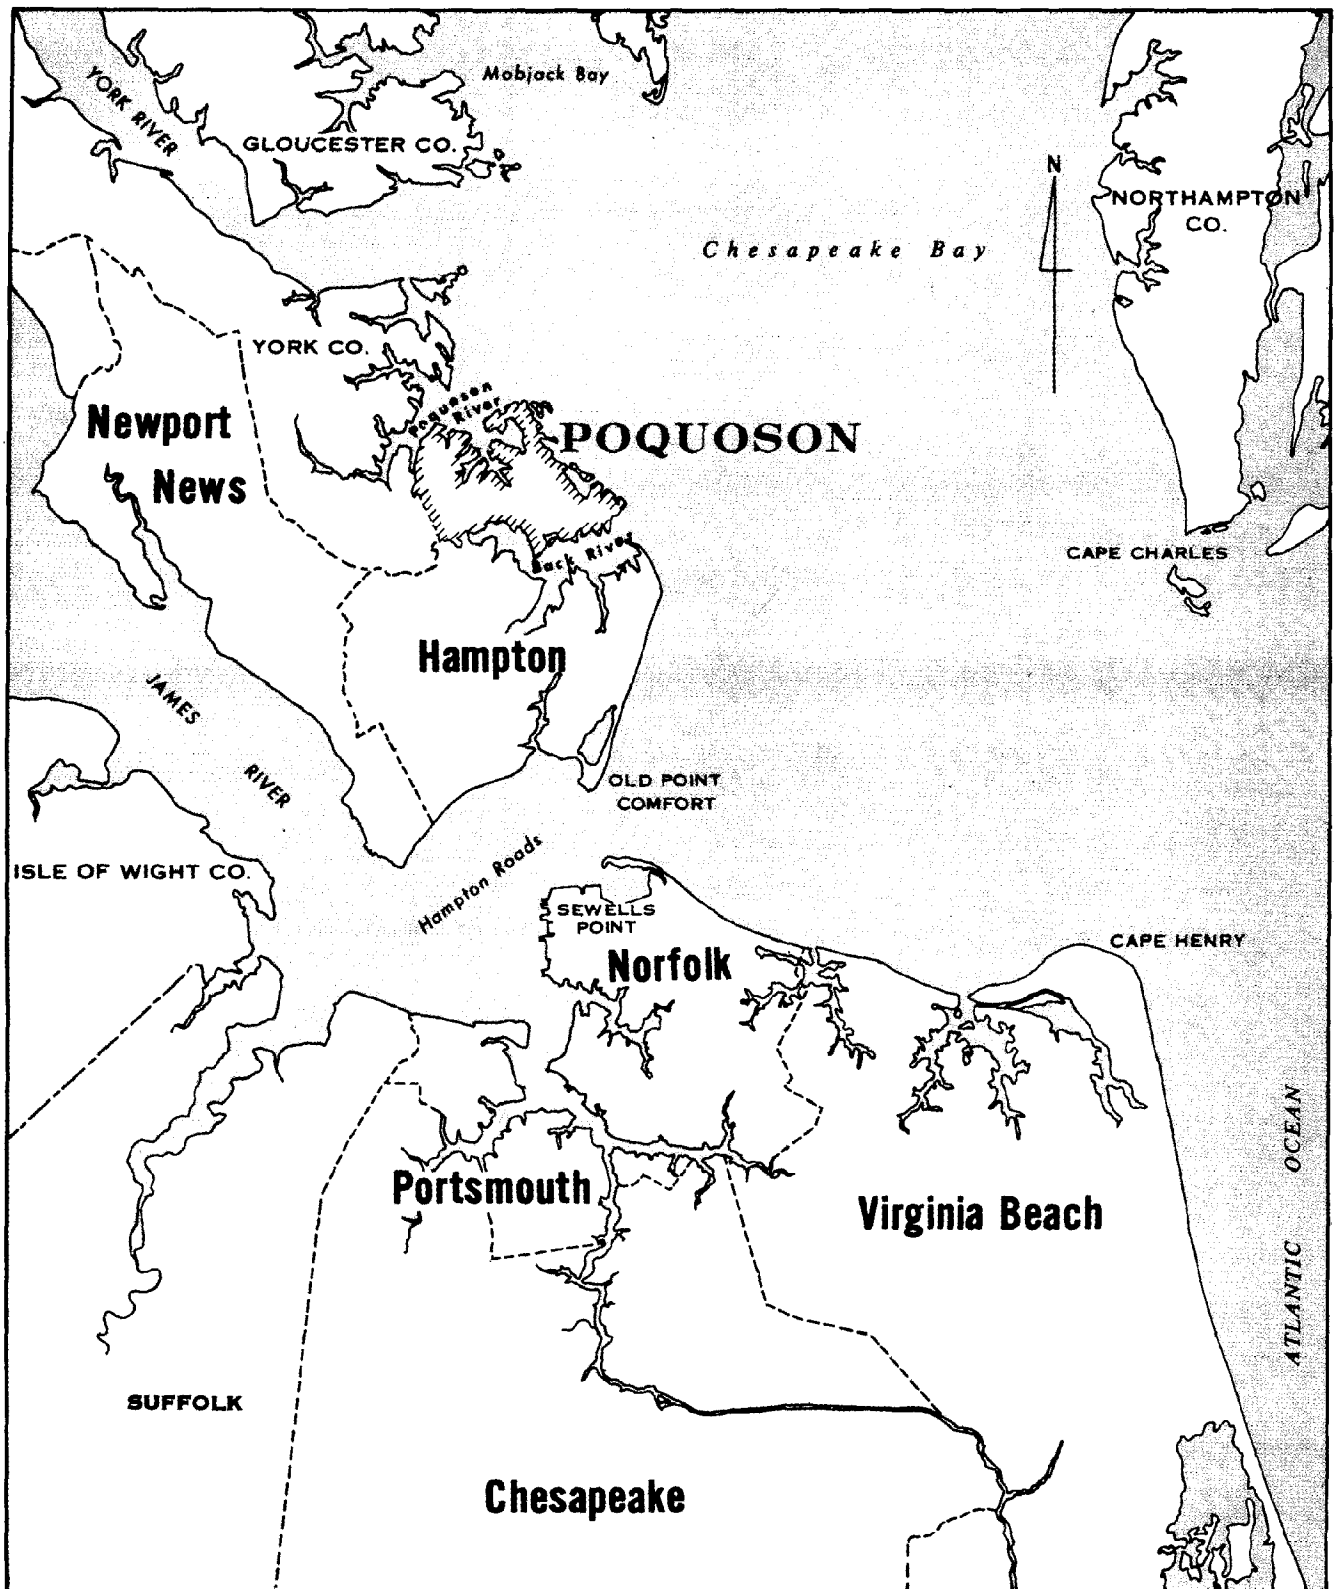 Mobjack Bay
YORK RIVER
GLOUCESTER CO.
N
NORTHAMPTON
CO.
Chesapeake Bay
YORK CO.
Poquoson
River
Newport
News
POQUOSON
Back River
CAPE CHARLES
Hampton
JAMES
RIVER
OLD POINT
COMFORT
ISLE OF WIGHT CO.
Hampton Roads
SEWELLS
POINT
Norfolk
CAPE HENRY
Portsmouth
Virginia Beach
ATLANTIC OCEAN
SUFFOLK
Chesapeake